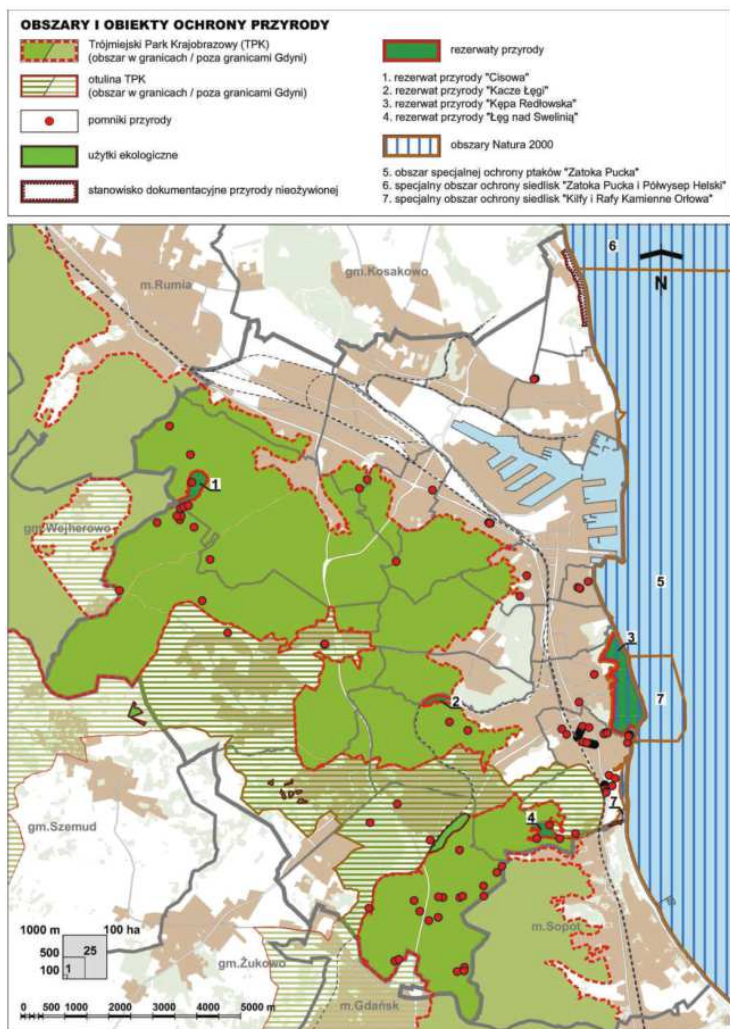 OBSZARY I OBIEKTY OCHRONY PRZYRODY
Trójmiejski Park Krajobrazowy (TPK)
(obszar w granicach / poza granicami Gdyni)
otulina TPK
(obszar w granicach / poza granicami Gdyni)
pomniki przyrody
użytki ekologiczne
stanowisko dokumentacyjne przyrody nieożywionej
rezerwaty przyrody
1. rezerwat przyrody "Cisowa"
2. rezerwat przyrody "Kacze Łęgi"
3. rezerwat przyrody "Kępa Redłowska"
4. rezerwat przyrody "Łęg nad Swelinią"
obszary Natura 2000
5. obszar specjalnej ochrony ptaków "Zatoka Pucka"
6. specjalny obszar ochrony siedlisk "Zatoka Pucka i Półwysep Helski"
7. specjalny obszar ochrony siedlisk "Kilfy i Rafy Kamienne Orłowa"
6
gm.Kosakowo
m.Rumia
N
1
gm.Wejherowo
5
3
2
7
7
4
gm.Szemud
m.Sopot
1000 m 100 ha
500 25
100 1
gm.Żukowo
m.Gdańsk
0 500 1000 2000 3000 4000 5000 m